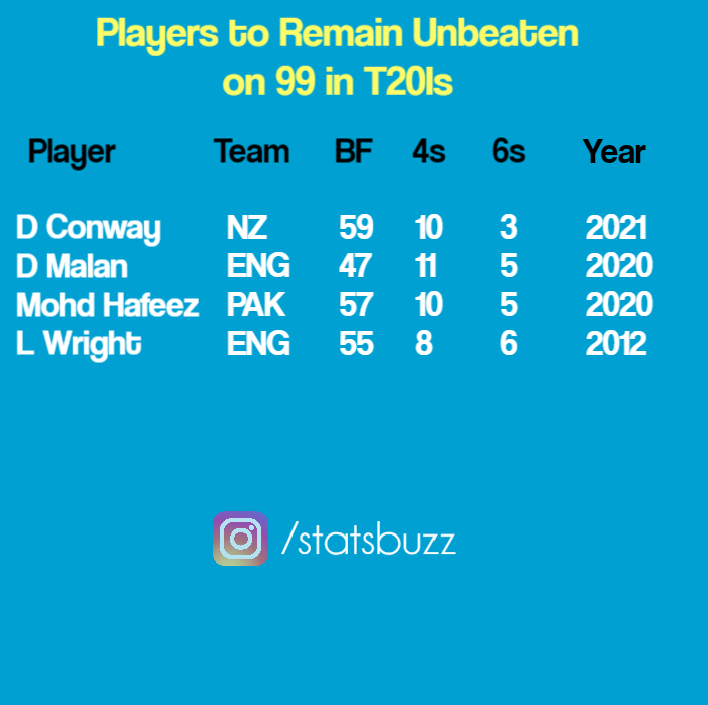 Players to Remain Unbeaten
on 99 in T20Is
Player Team BF 4s 6s Year
D Conway NZ 59 10 3 2021
D Malan ENG 47 11 5 2020
Mohd Hafeez PAK 57 10 5 2020
L Wright ENG 55 8 6 2012
/statsbuzz